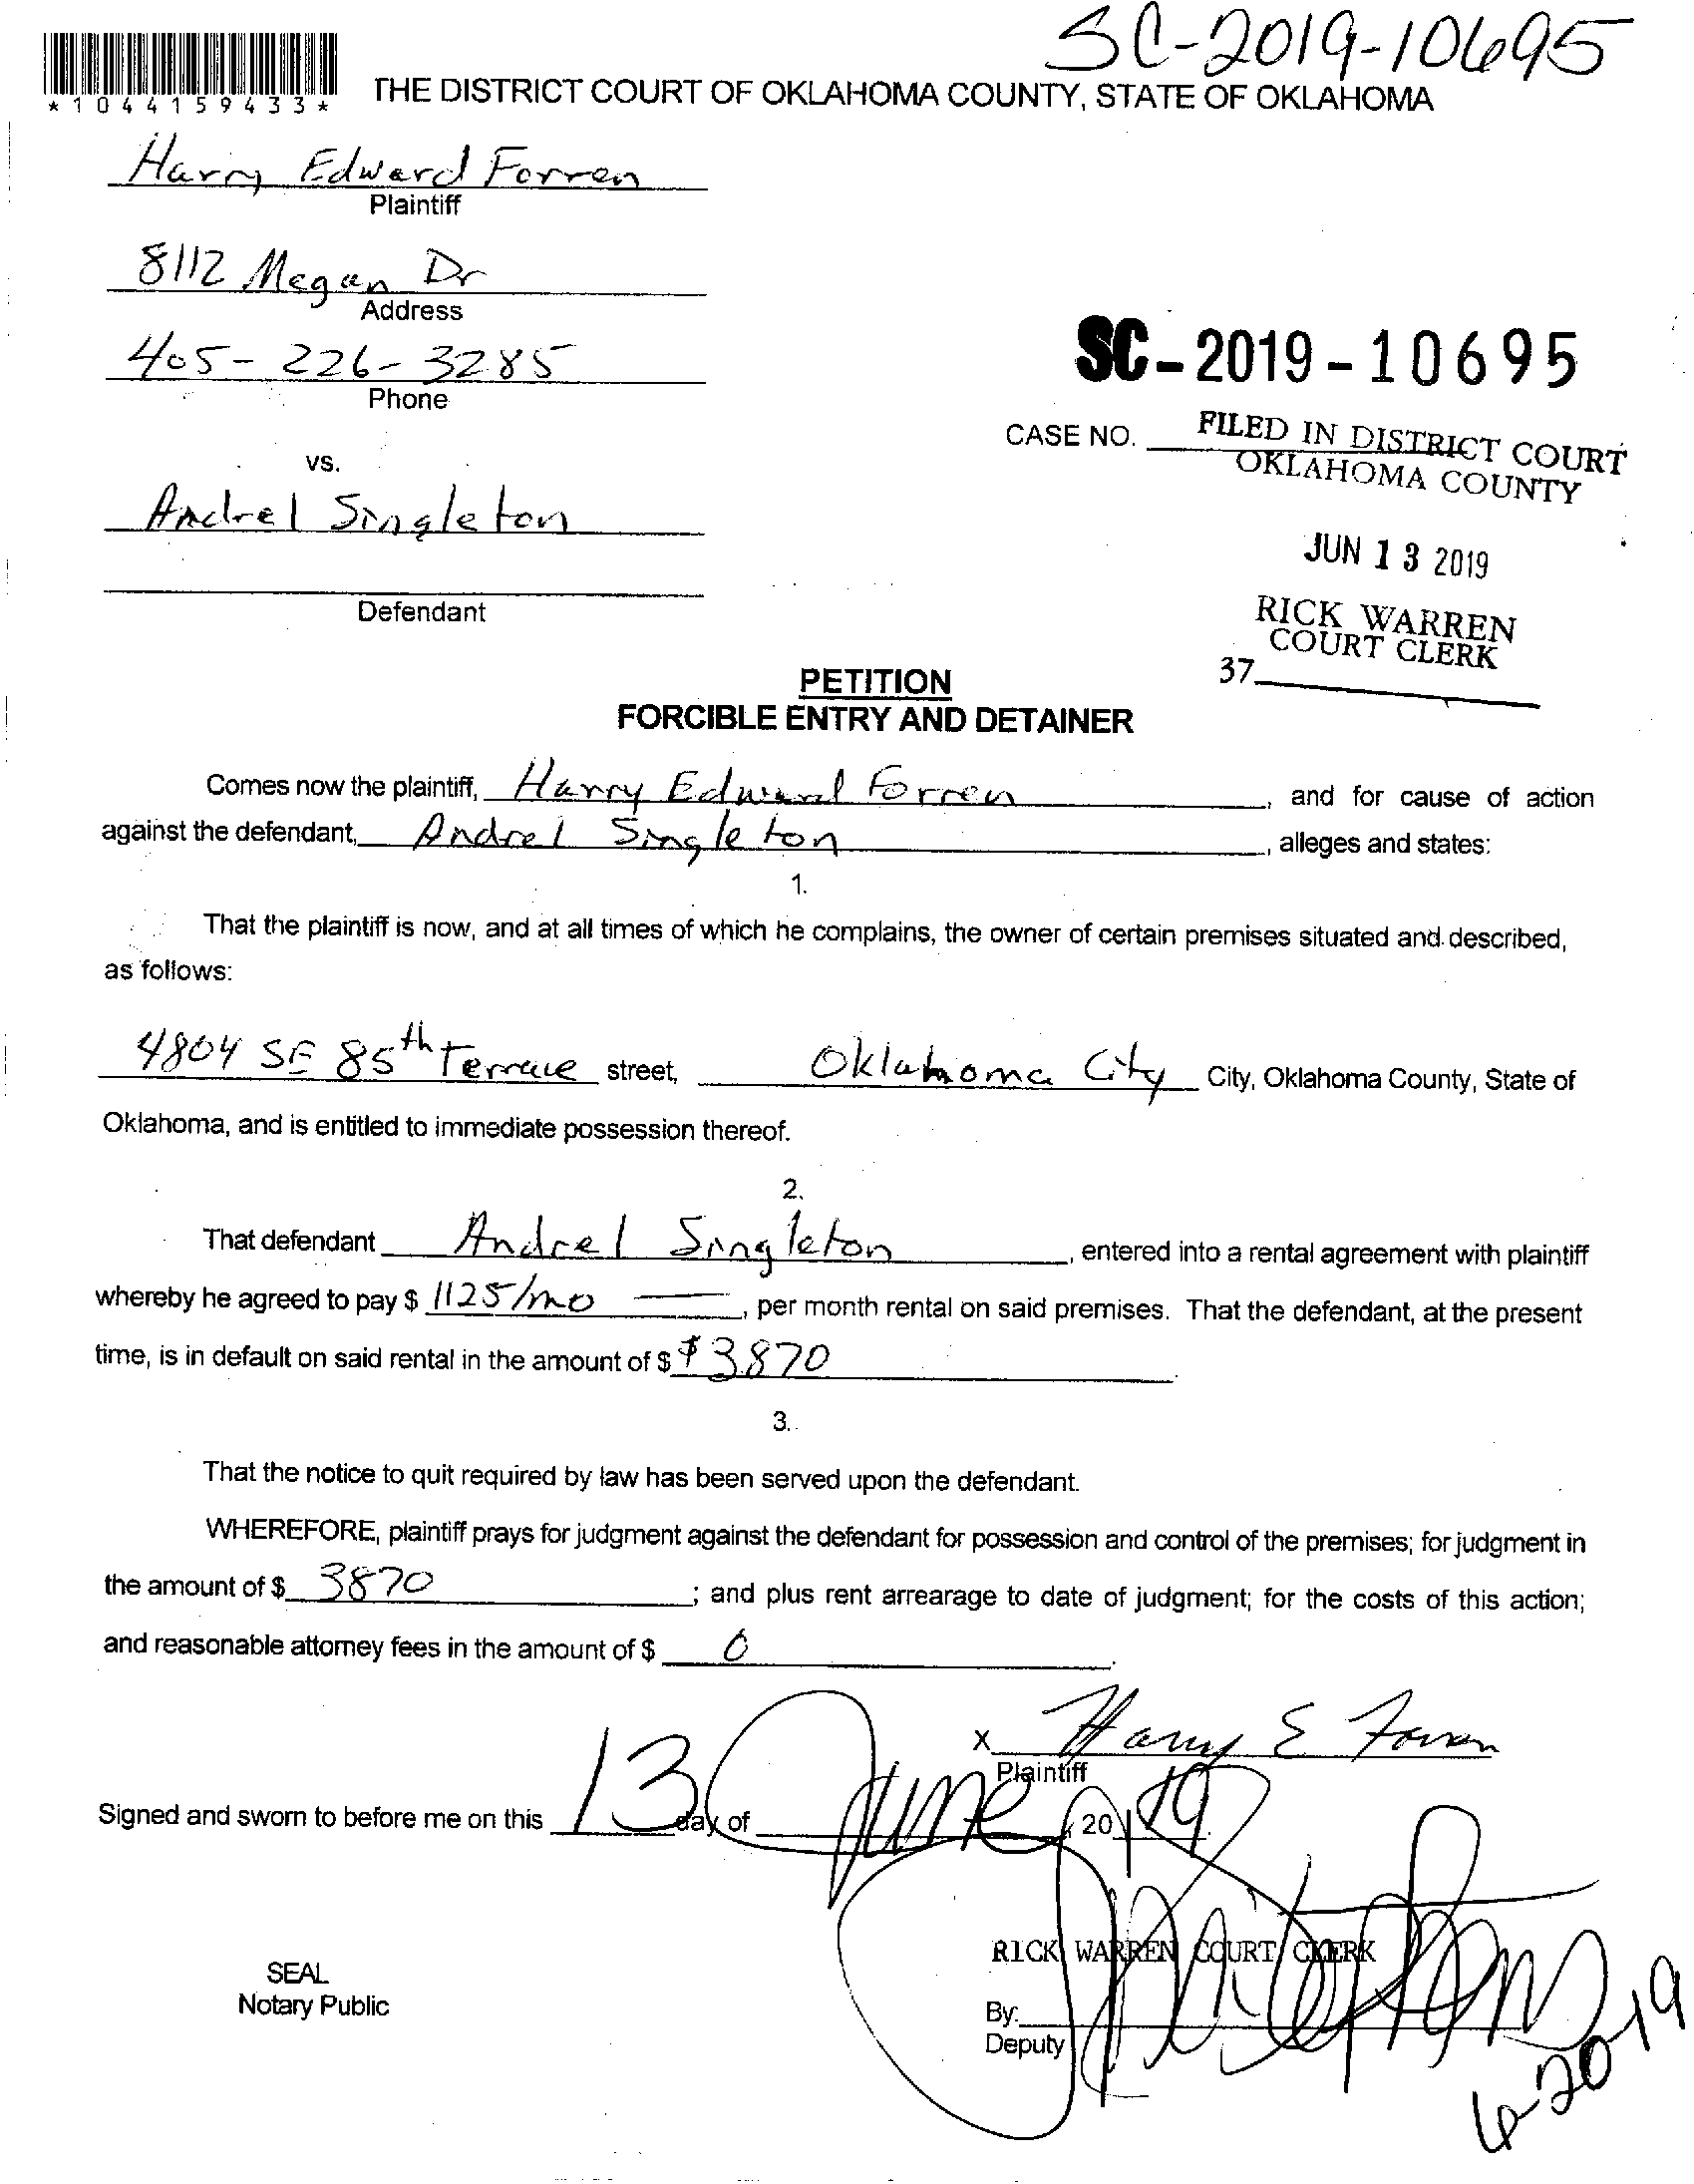 SC-2019-10695
*1044159433*
THE DISTRICT COURT OF OKLAHOMA COUNTY, STATE OF OKLAHOMA
Harry Edward Forren
Plaintiff
8112 Megan Dr
Address
405-226-3285
Phone
SC-2019-10695
CASE NO.
FILED IN DISTRICT COURT
OKLAHOMA COUNTY
vs.
Andrel Singleton
JUN 13 2019
Defendant
RICK WARREN
COURT CLERK
37
PETITION
FORCIBLE ENTRY AND DETAINER
Comes now the plaintiff, Harry Edward Forren, and for cause of action
against the defendant, Andrel Singleton, alleges and states:
1.
That the plaintiff is now, and at all times of which he complains, the owner of certain premises situated and described,
as follows:
4804 SE 85th Terrace street, Oklahoma City City, Oklahoma County, State of
Oklahoma, and is entitled to immediate possession thereof.
2.
That defendant Andrel Singleton, entered into a rental agreement with plaintiff
whereby he agreed to pay $ 1125/mo, per month rental on said premises. That the defendant, at the present
time, is in default on said rental in the amount of $ $3870.
3.
That the notice to quit required by law has been served upon the defendant.
WHEREFORE, plaintiff prays for judgment against the defendant for possession and control of the premises; for judgment in
the amount of $ 3870; and plus rent arrearage to date of judgment; for the costs of this action;
and reasonable attorney fees in the amount of $ 0.
X Harry E Forren
Plaintiff
Signed and sworn to before me on this 13 day of June, 2019.
RICK WARREN COURT CLERK
SEAL
Notary Public
By:
Deputy
6-20-19